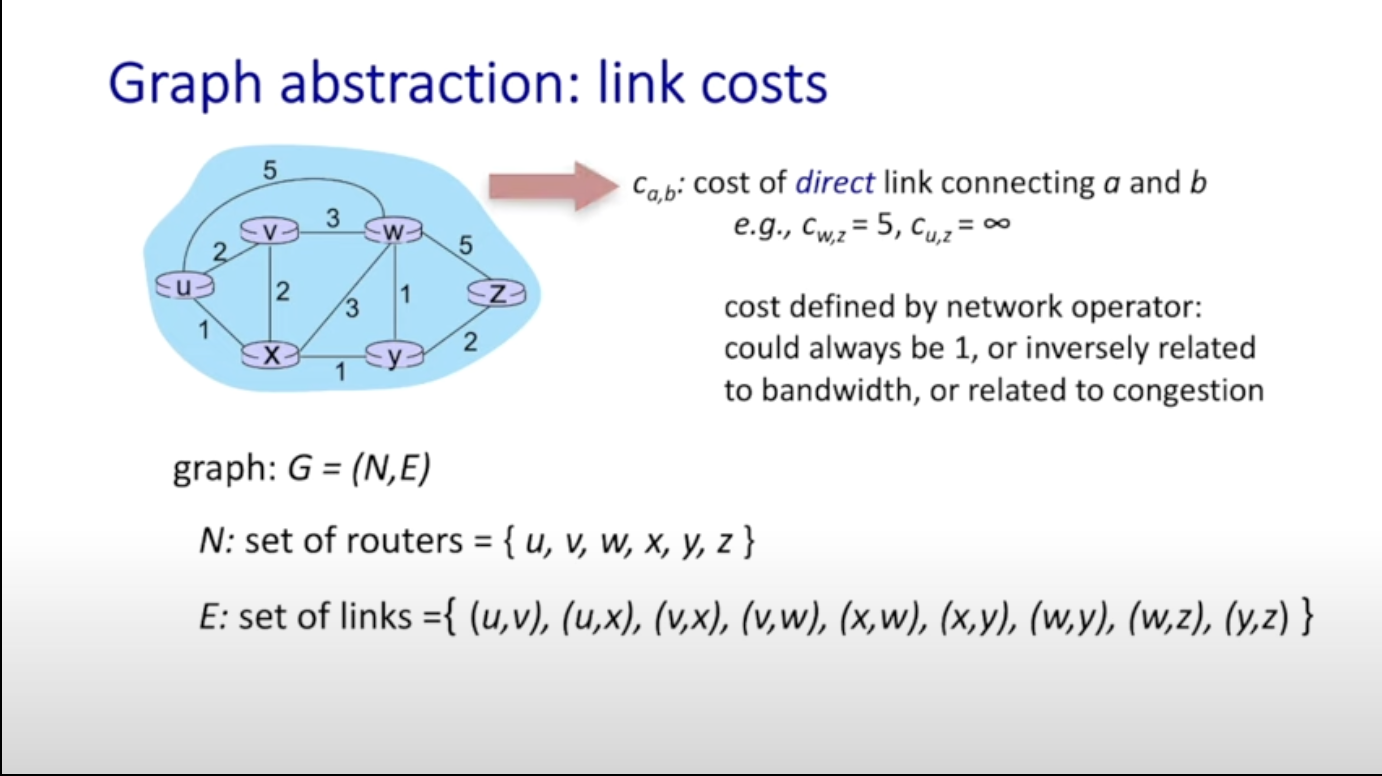 Graph abstraction: link costs
5
3
v
w
2
5
u
2
3
1
z
1
x
y
2
1
c_{a,b}: cost of direct link connecting a and b
e.g., c_{w,z} = 5, c_{u,z} = ∞
cost defined by network operator:
could always be 1, or inversely related
to bandwidth, or related to congestion
graph: G = (N,E)
N: set of routers = { u, v, w, x, y, z }
E: set of links ={ (u,v), (u,x), (v,x), (v,w), (x,w), (x,y), (w,y), (w,z), (y,z) }